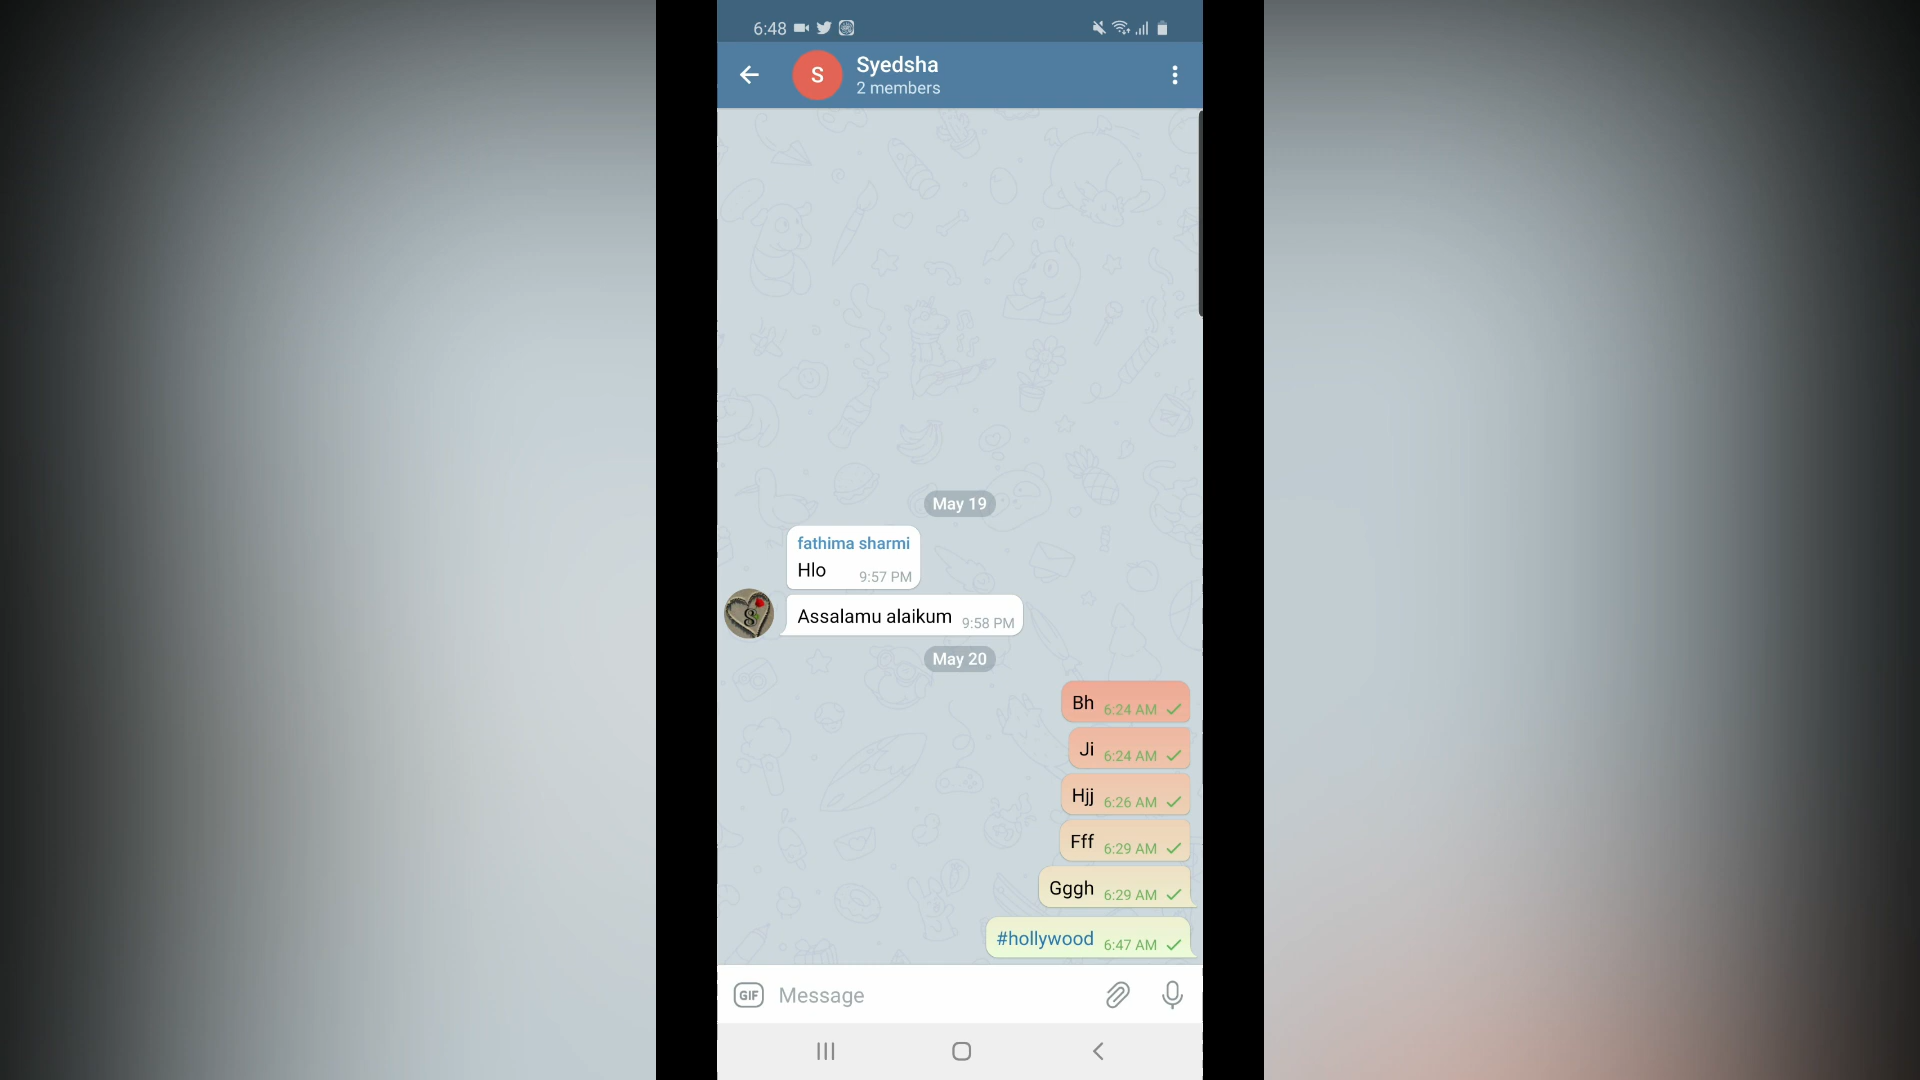 6:48
S
Syedsha
2 members
May 19
fathima sharmi
Hlo 9:57 PM
Assalamu alaikum 9:58 PM
May 20
Bh 6:24 AM
Ji 6:24 AM
Hjj 6:26 AM
Fff 6:29 AM
Gggh 6:29 AM
#hollywood 6:47 AM
GIF Message